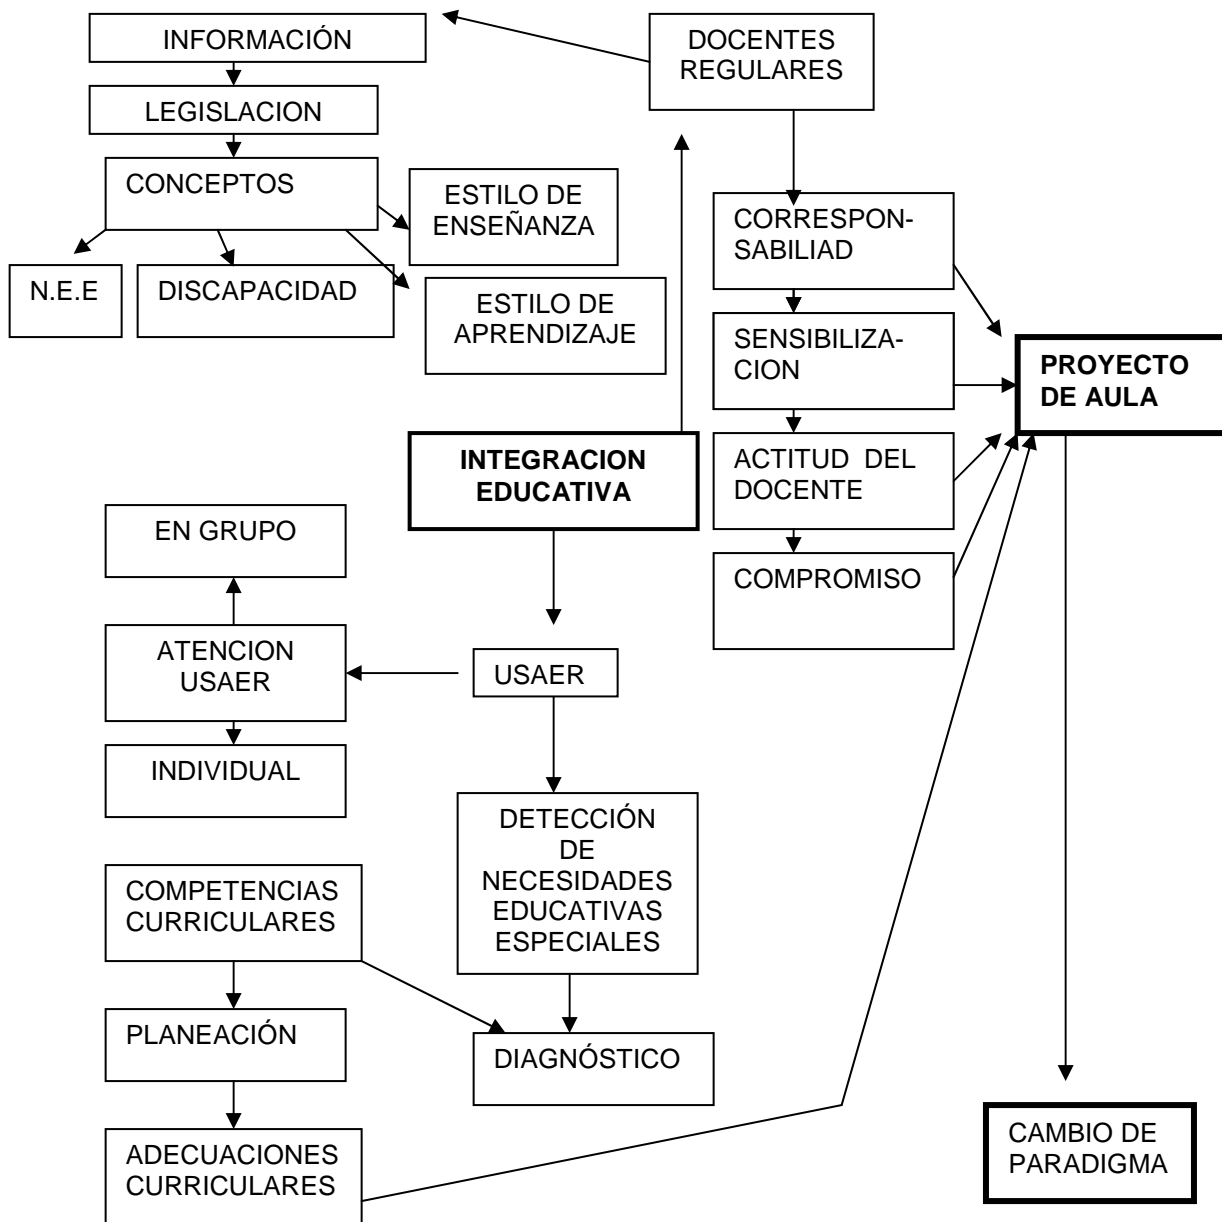 INFORMACIÓN
DOCENTES
REGULARES
LEGISLACION
CONCEPTOS
ESTILO DE
ENSEÑANZA
N.E.E
DISCAPACIDAD
ESTILO DE
APRENDIZAJE
CORRESPON-
SABILIAD
SENSIBILIZA-
CION
ACTITUD DEL
DOCENTE
COMPROMISO
PROYECTO
DE AULA
INTEGRACION
EDUCATIVA
EN GRUPO
ATENCION
USAER
INDIVIDUAL
USAER
DETECCIÓN
DE
NECESIDADES
EDUCATIVAS
ESPECIALES
COMPETENCIAS
CURRICULARES
PLANEACIÓN
DIAGNÓSTICO
ADECUACIONES
CURRICULARES
CAMBIO DE
PARADIGMA